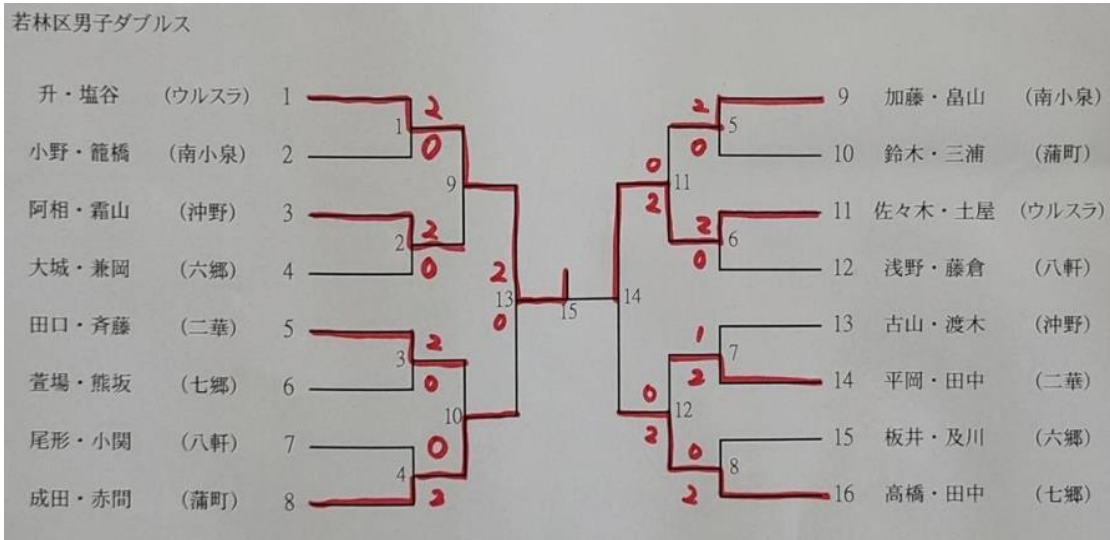 若林区男子ダブルス
升・塩谷 (ウルスラ) 1
小野・籠橋 (南小泉) 2
阿相・霜山 (沖野) 3
大城・兼岡 (六郷) 4
田口・斉藤 (二華) 5
萱場・熊坂 (七郷) 6
尾形・小関 (八軒) 7
成田・赤間 (蒲町) 8
1 2 0
2 2 0
3 2 0
4 0 2
9
10
13 2 0
15
14
11 0 2
12 0 2
5 2 0
6 2 0
7 1 2
8 0 2
9 加藤・畠山 (南小泉)
10 鈴木・三浦 (蒲町)
11 佐々木・土屋 (ウルスラ)
12 浅野・藤倉 (八軒)
13 古山・渡木 (沖野)
14 平岡・田中 (二華)
15 板井・及川 (六郷)
16 高橋・田中 (七郷)